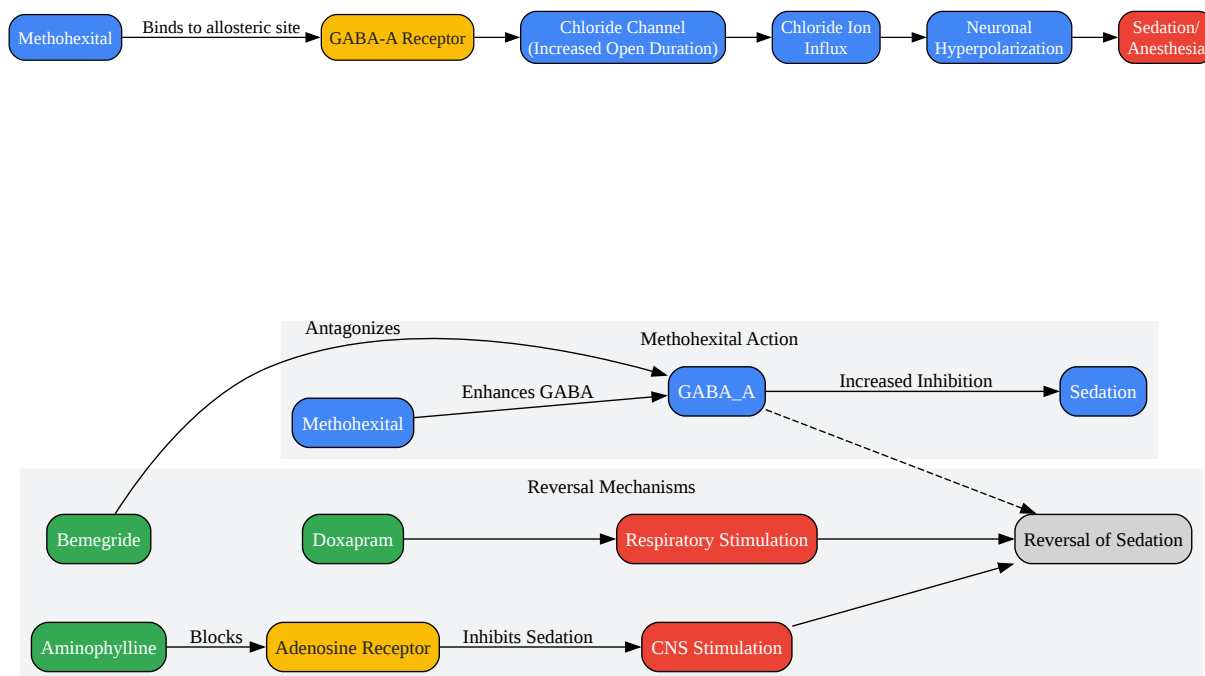 Methohexital
Binds to allosteric site
GABA-A Receptor
Chloride Channel
(Increased Open Duration)
Chloride Ion
Influx
Neuronal
Hyperpolarization
Sedation/
Anesthesia
Antagonizes
Methohexital Action
Enhances GABA
Methohexital
GABA_A
Increased Inhibition
Sedation
Reversal Mechanisms
Bemegride
Doxapram
Respiratory Stimulation
Reversal of Sedation
Aminophylline
Blocks
Adenosine Receptor
Inhibits Sedation
CNS Stimulation